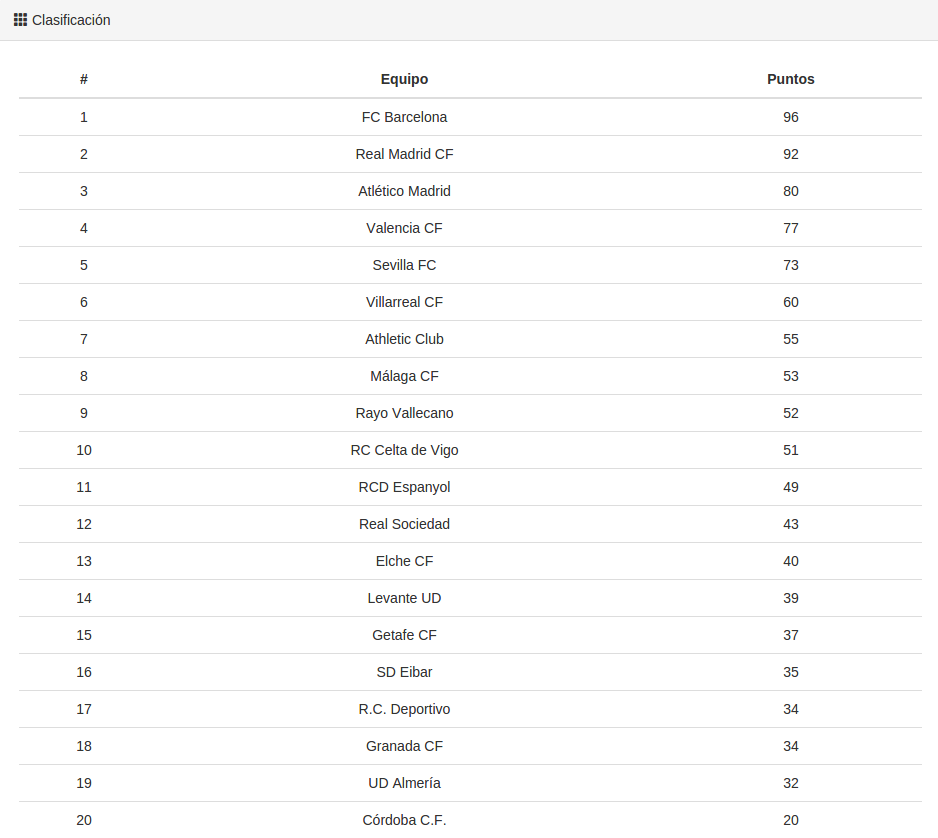 Clasificación
# Equipo Puntos
1 FC Barcelona 96
2 Real Madrid CF 92
3 Atlético Madrid 80
4 Valencia CF 77
5 Sevilla FC 73
6 Villarreal CF 60
7 Athletic Club 55
8 Málaga CF 53
9 Rayo Vallecano 52
10 RC Celta de Vigo 51
11 RCD Espanyol 49
12 Real Sociedad 43
13 Elche CF 40
14 Levante UD 39
15 Getafe CF 37
16 SD Eibar 35
17 R.C. Deportivo 34
18 Granada CF 34
19 UD Almería 32
20 Córdoba C.F. 20